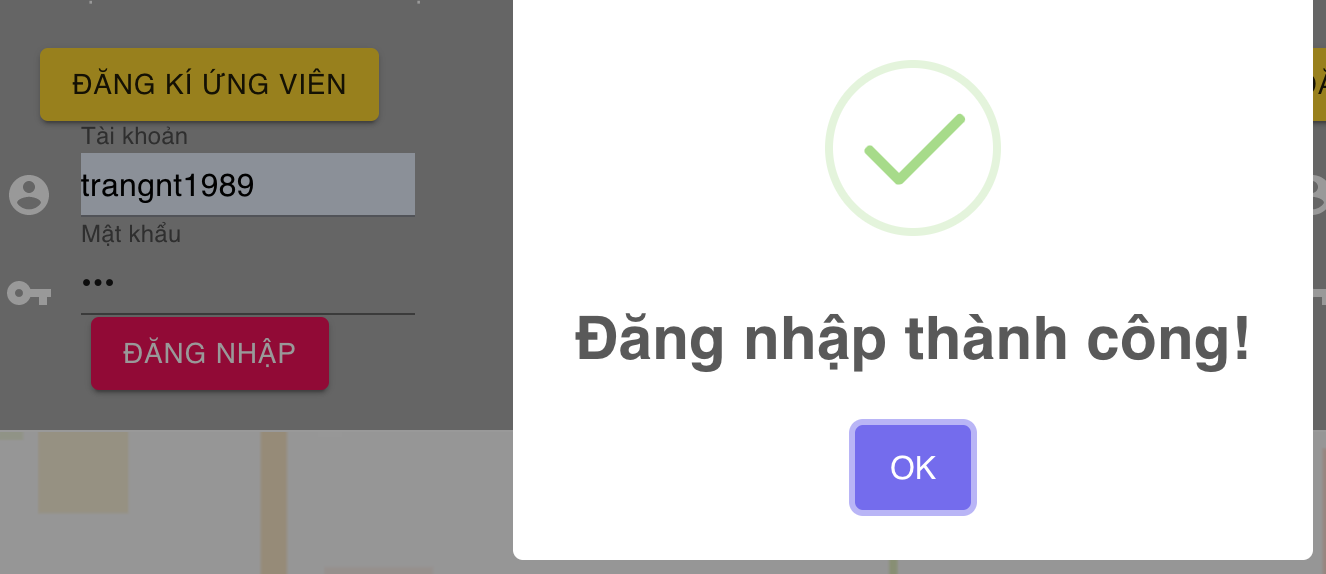 ĐĂNG KÍ ỨNG VIÊN
Tài khoản
trangnt1989
Mật khẩu
•••
ĐĂNG NHẬP
Đăng nhập thành công!
OK